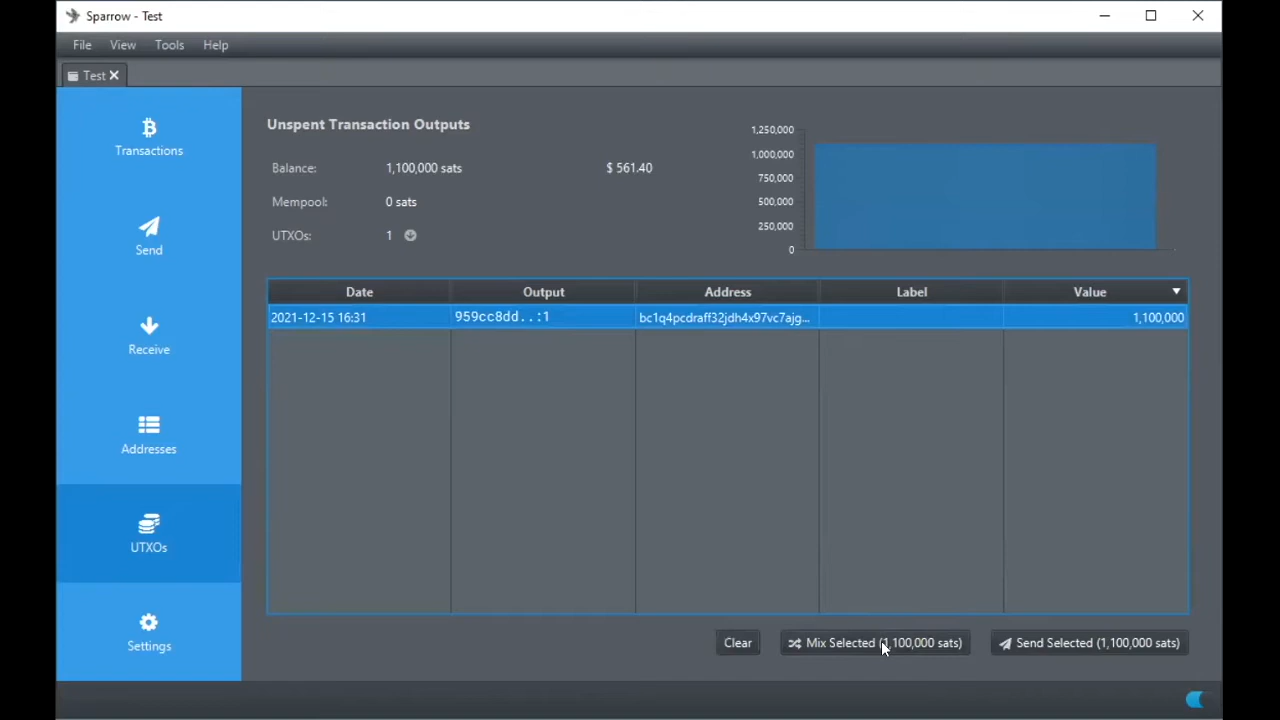 Sparrow - Test
File View Tools Help
Test
Transactions
Send
Receive
Addresses
UTXOs
Settings
Unspent Transaction Outputs
Balance: 1,100,000 sats $ 561.40
Mempool: 0 sats
UTXOs: 1
1,250,000
1,000,000
750,000
500,000
250,000
0
Date Output Address Label Value
2021-12-15 16:31 959cc8dd..:1 bc1q4pcdraff32jdh4x97vc7ajg... 1,100,000
Clear Mix Selected (1,100,000 sats) Send Selected (1,100,000 sats)